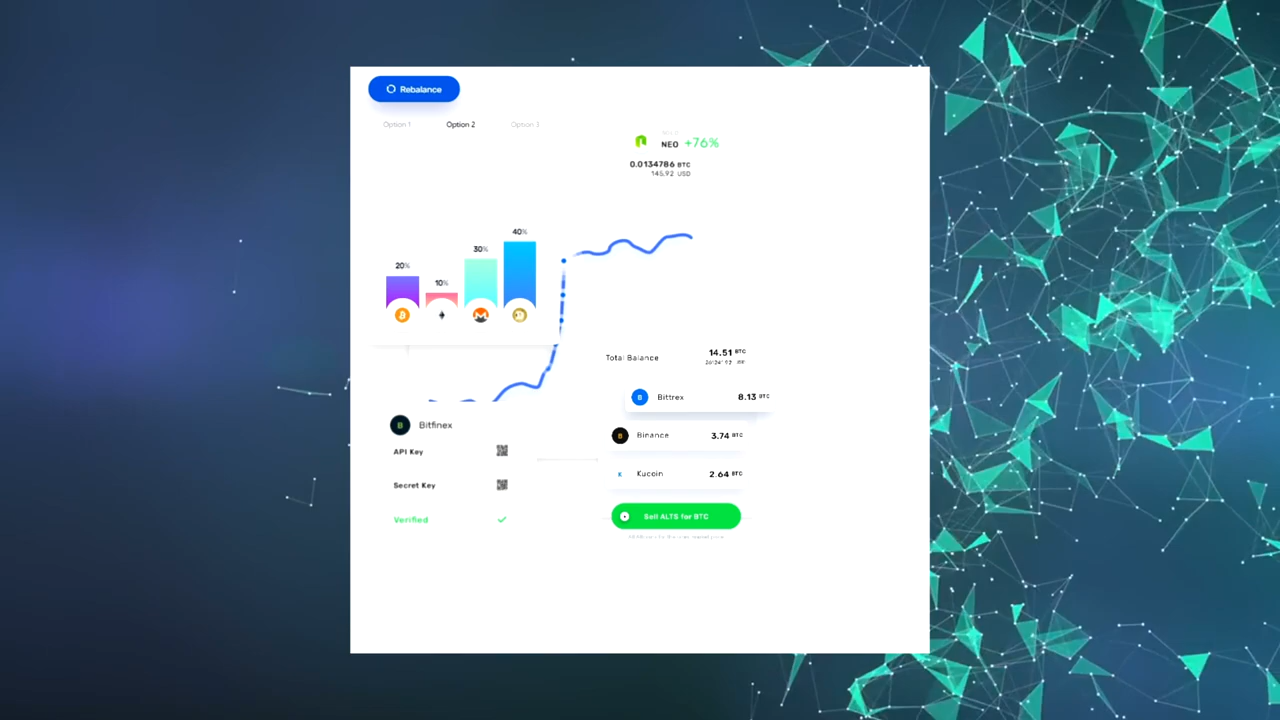 Rebalance
Option 1
Option 2
Option 3
NEO +76%
0.0134786 BTC
145.92 USD
40%
30%
20%
10%
Total Balance
14.51 BTC
Bittrex
8.13 BTC
Bitfinex
Binance
3.74 BTC
API Key
Kucoin
2.64 BTC
Secret Key
Sell ALTS for BTC
Verified